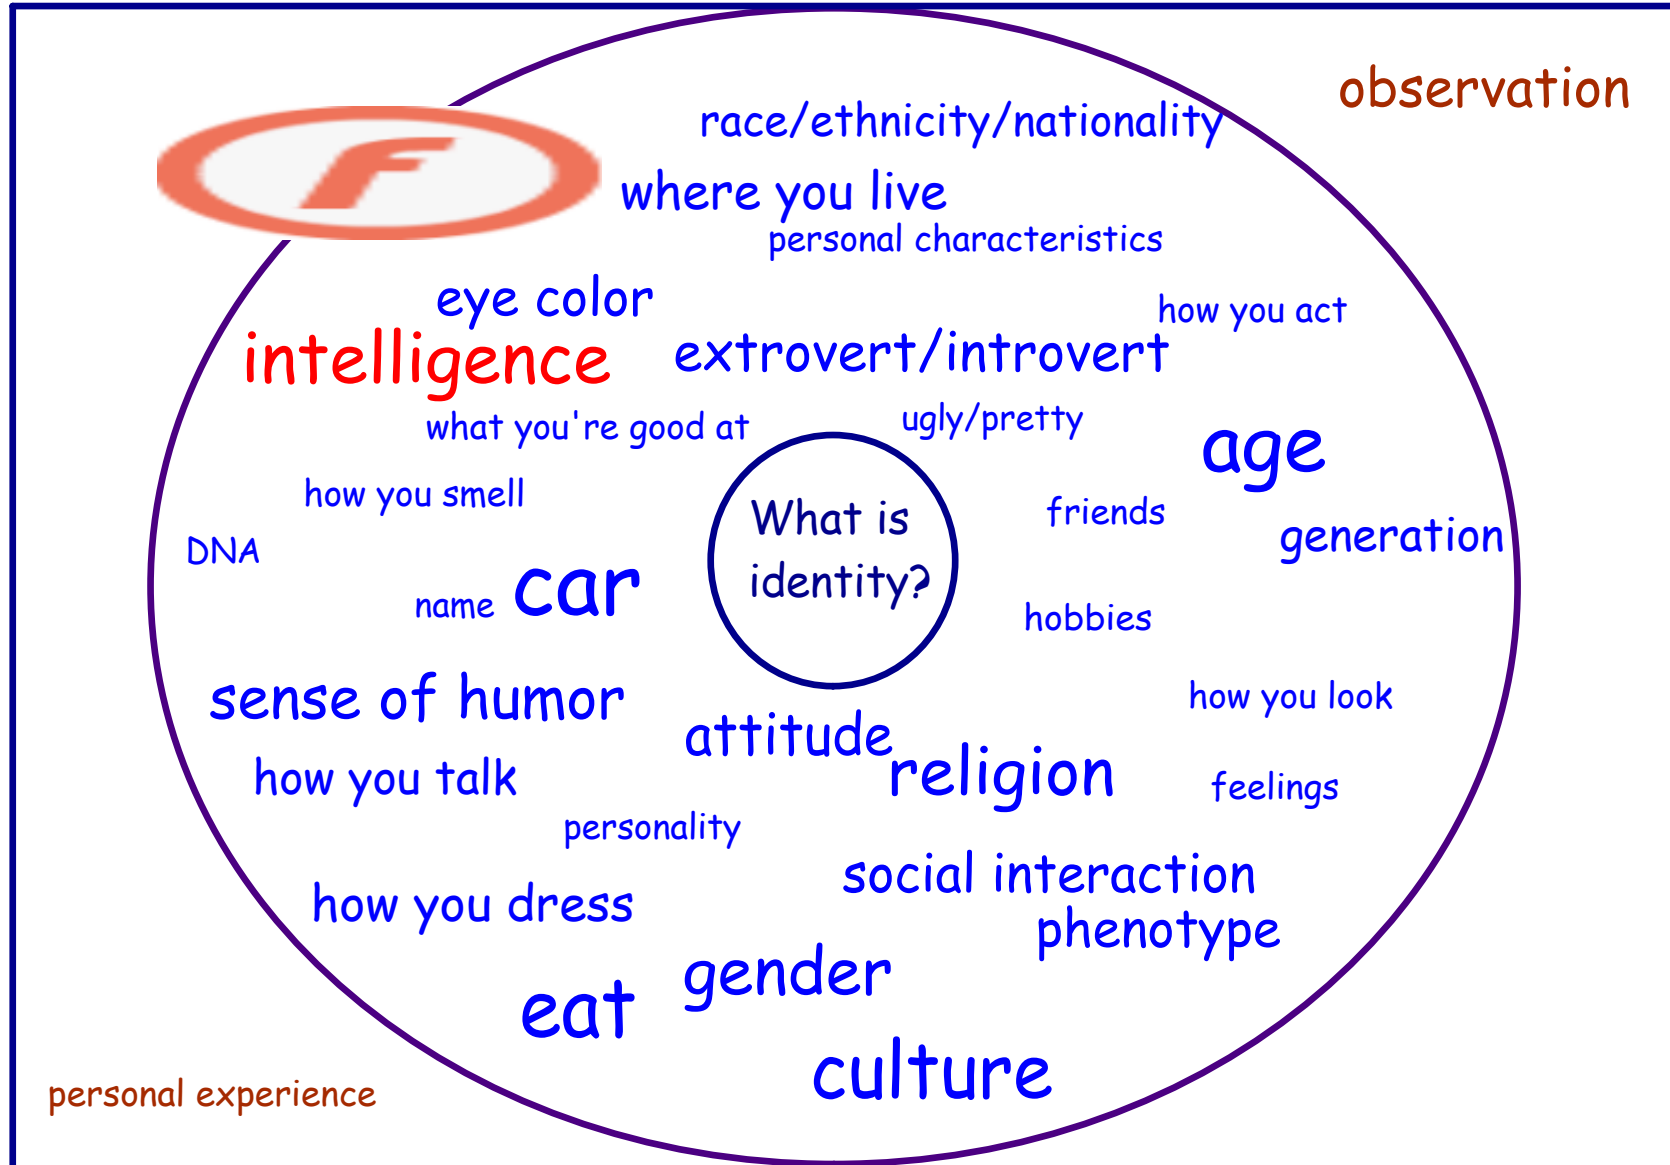 observation
race/ethnicity/nationality
F
where you live
personal characteristics
eye color
how you act
intelligence
extrovert/introvert
what you're good at
ugly/pretty
age
how you smell
friends
What is
identity?
generation
DNA
name
car
hobbies
sense of humor
how you look
attitude
religion
how you talk
feelings
personality
social interaction
how you dress
phenotype
gender
eat
culture
personal experience